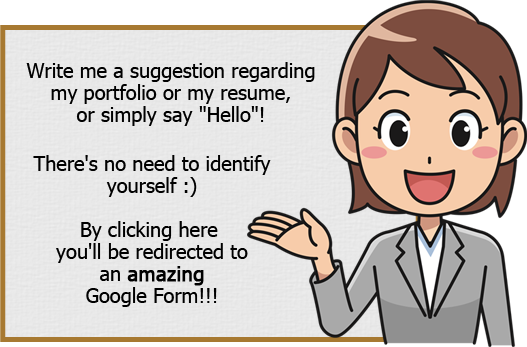 Write me a suggestion regarding
my portfolio or my resume,
or simply say "Hello"!
There's no need to identify
yourself :)
By clicking here
you'll be redirected to
an amazing
Google Form!!!